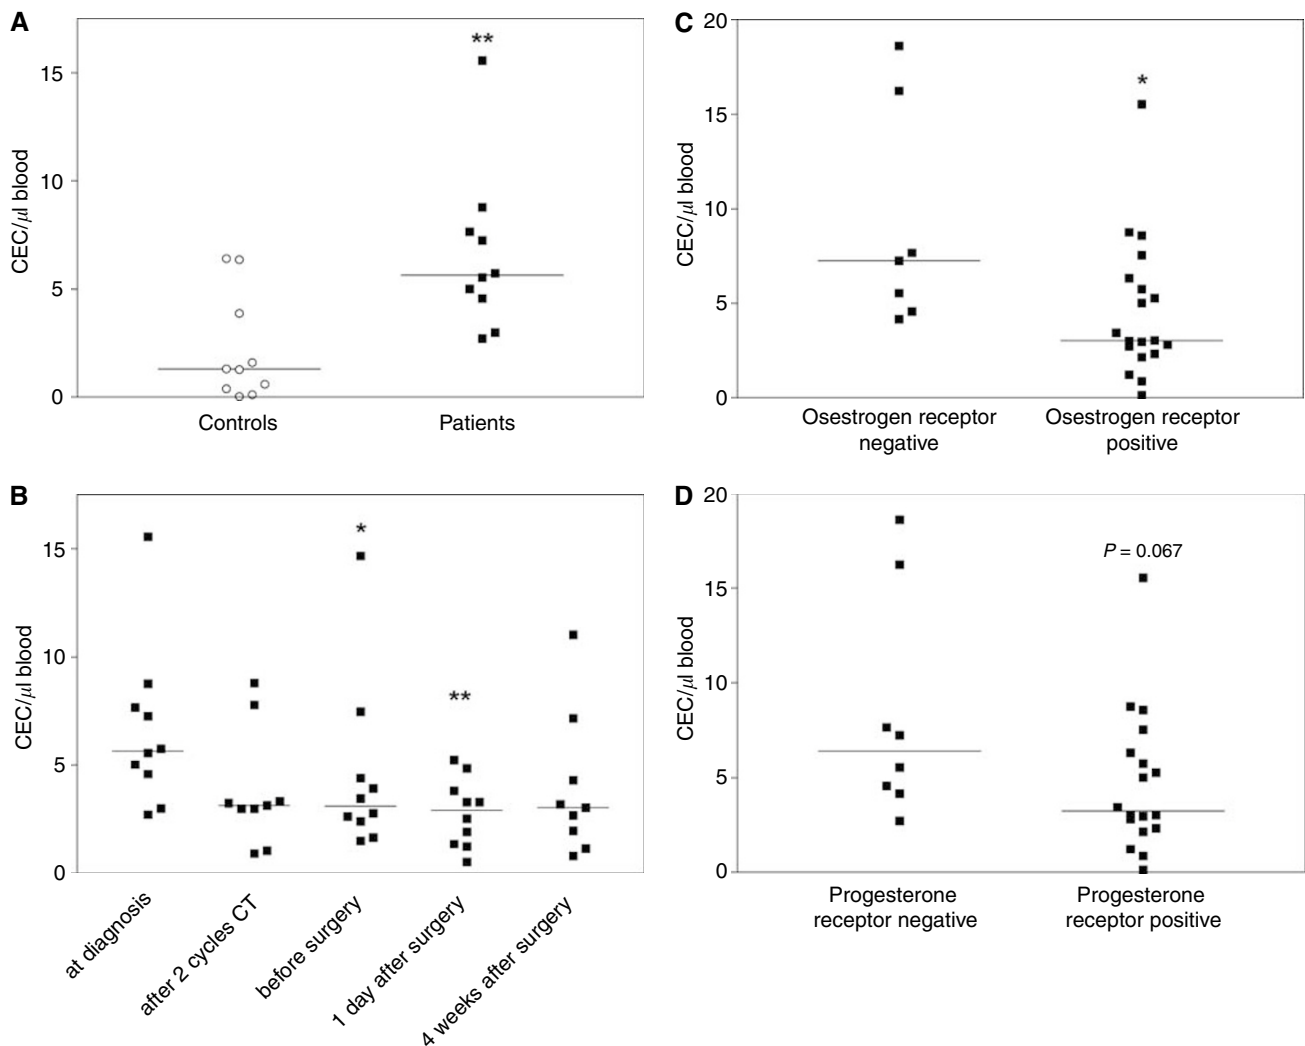 A
**
15
10
5
0
CEC/μl blood
Controls
Patients
B
*
**
15
10
5
0
CEC/μl blood
at diagnosis
after 2 cycles CT
before surgery
1 day after surgery
4 weeks after surgery
C
20
15
10
5
0
*
CEC/μl blood
Osestrogen receptor
negative
Osestrogen receptor
positive
D
20
15
10
5
0
P = 0.067
CEC/μl blood
Progesterone
receptor negative
Progesterone
receptor positive